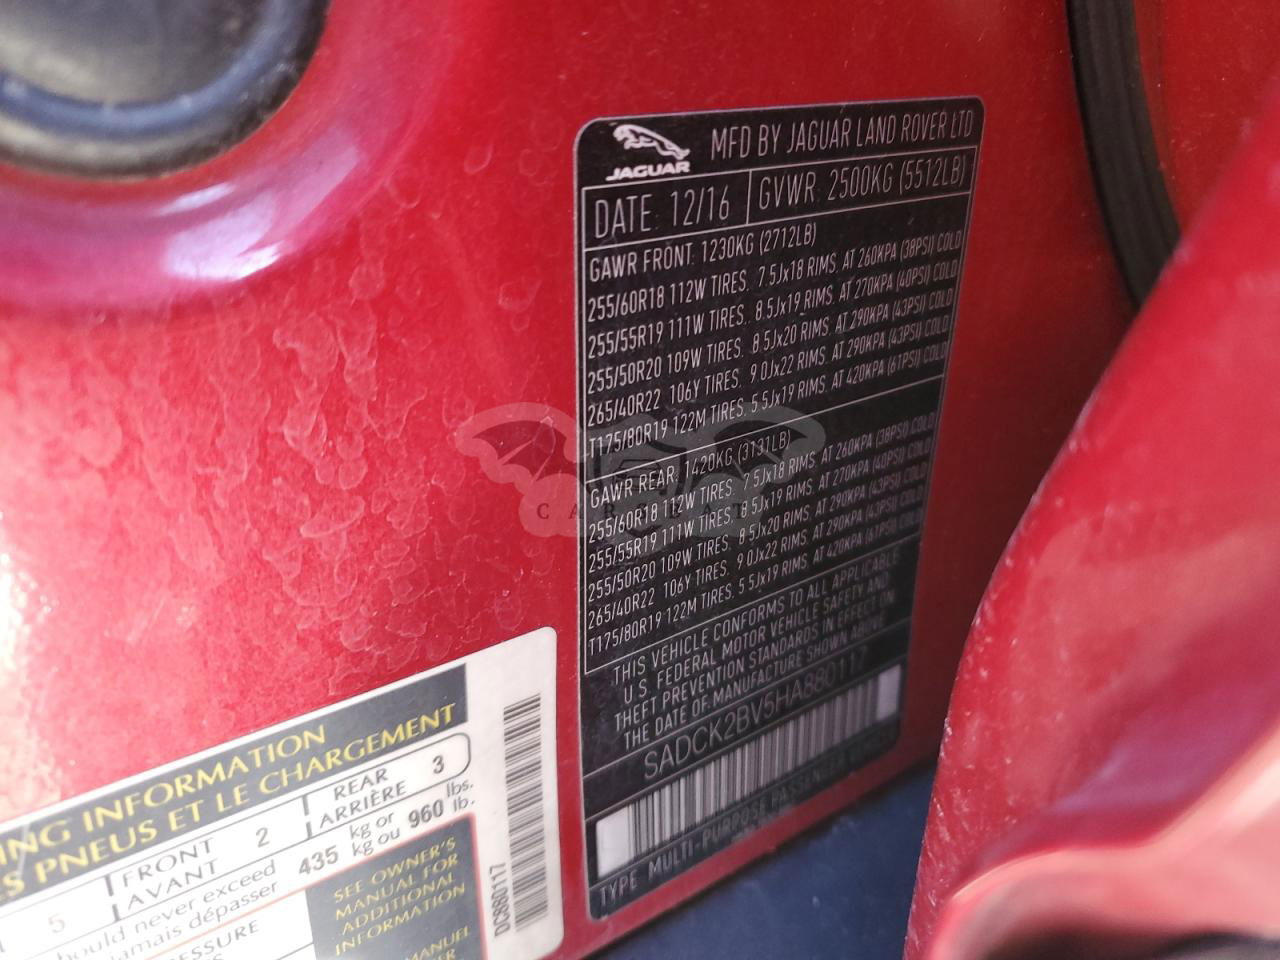 JAGUAR
MFD BY JAGUAR LAND ROVER LTD
DATE: 12/16
GVWR: 2500KG (5512LB)
GAWR FRONT: 1230KG (2712LB)
255/60R18 112W TIRES, 7.5Jx18 RIMS, AT 260KPA (38PSI) COLD
255/55R19 111W TIRES, 8.5Jx19 RIMS, AT 270KPA (40PSI) COLD
255/50R20 109W TIRES, 8.5Jx20 RIMS, AT 290KPA (43PSI) COLD
265/40R22 106Y TIRES, 9.0Jx22 RIMS, AT 290KPA (43PSI) COLD
T175/80R19 122M TIRES, 5.5Jx19 RIMS, AT 420KPA (61PSI) COLD
GAWR REAR: 1420KG (3131LB)
255/60R18 112W TIRES, 7.5Jx18 RIMS, AT 260KPA (38PSI) COLD
255/55R19 111W TIRES, 8.5Jx19 RIMS, AT 270KPA (40PSI) COLD
255/50R20 109W TIRES, 8.5Jx20 RIMS, AT 290KPA (43PSI) COLD
265/40R22 106Y TIRES, 9.0Jx22 RIMS, AT 290KPA (43PSI) COLD
T175/80R19 122M TIRES, 5.5Jx19 RIMS, AT 420KPA (61PSI) COLD
THIS VEHICLE CONFORMS TO ALL APPLICABLE
U.S. FEDERAL MOTOR VEHICLE SAFETY AND
THEFT PREVENTION STANDARDS IN EFFECT ON
THE DATE OF MANUFACTURE SHOWN ABOVE
SADCK2BV5HA880117
TYPE MULTI-PURPOSE PASSENGER
ING INFORMATION
S PNEUS ET LE CHARGEMENT
5
FRONT 2
AVANT
REAR 3
ARRIÈRE
should never exceed 435 kg or 960 lbs.
jamais dépasser kg ou lb.
SEE OWNER'S
MANUAL FOR
ADDITIONAL
INFORMATION
MANUEL
DC880117